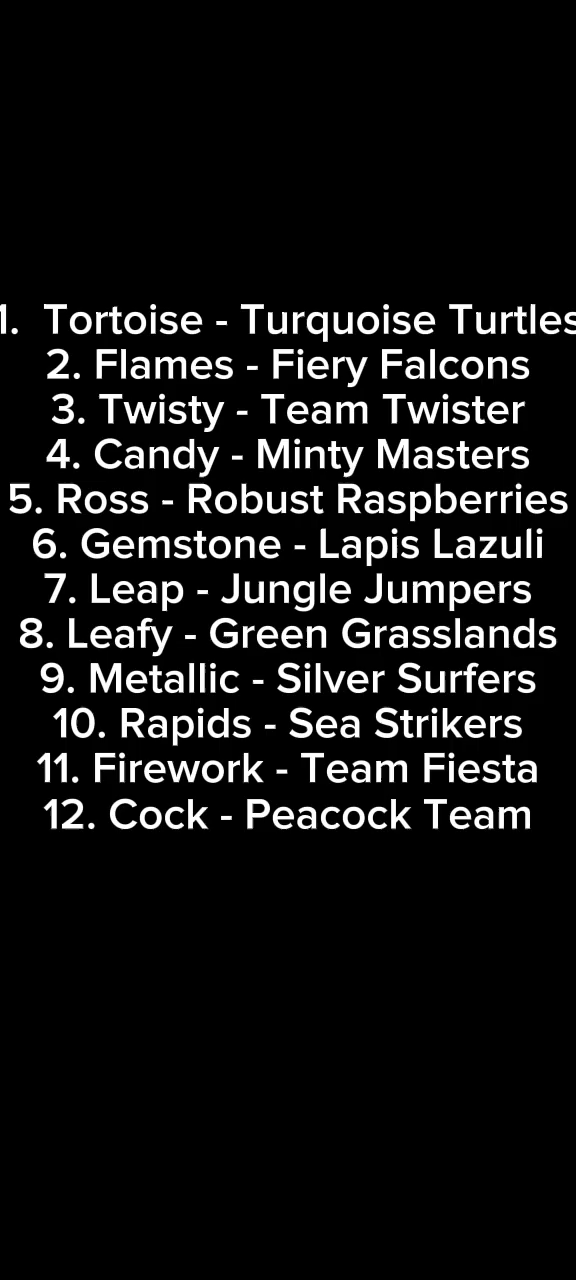 1.  Tortoise - Turquoise Turtles
2. Flames - Fiery Falcons
3. Twisty - Team Twister
4. Candy - Minty Masters
5. Ross - Robust Raspberries
6. Gemstone - Lapis Lazuli
7. Leap - Jungle Jumpers
8. Leafy - Green Grasslands
9. Metallic - Silver Surfers
10. Rapids - Sea Strikers
11. Firework - Team Fiesta
12. Cock - Peacock Team